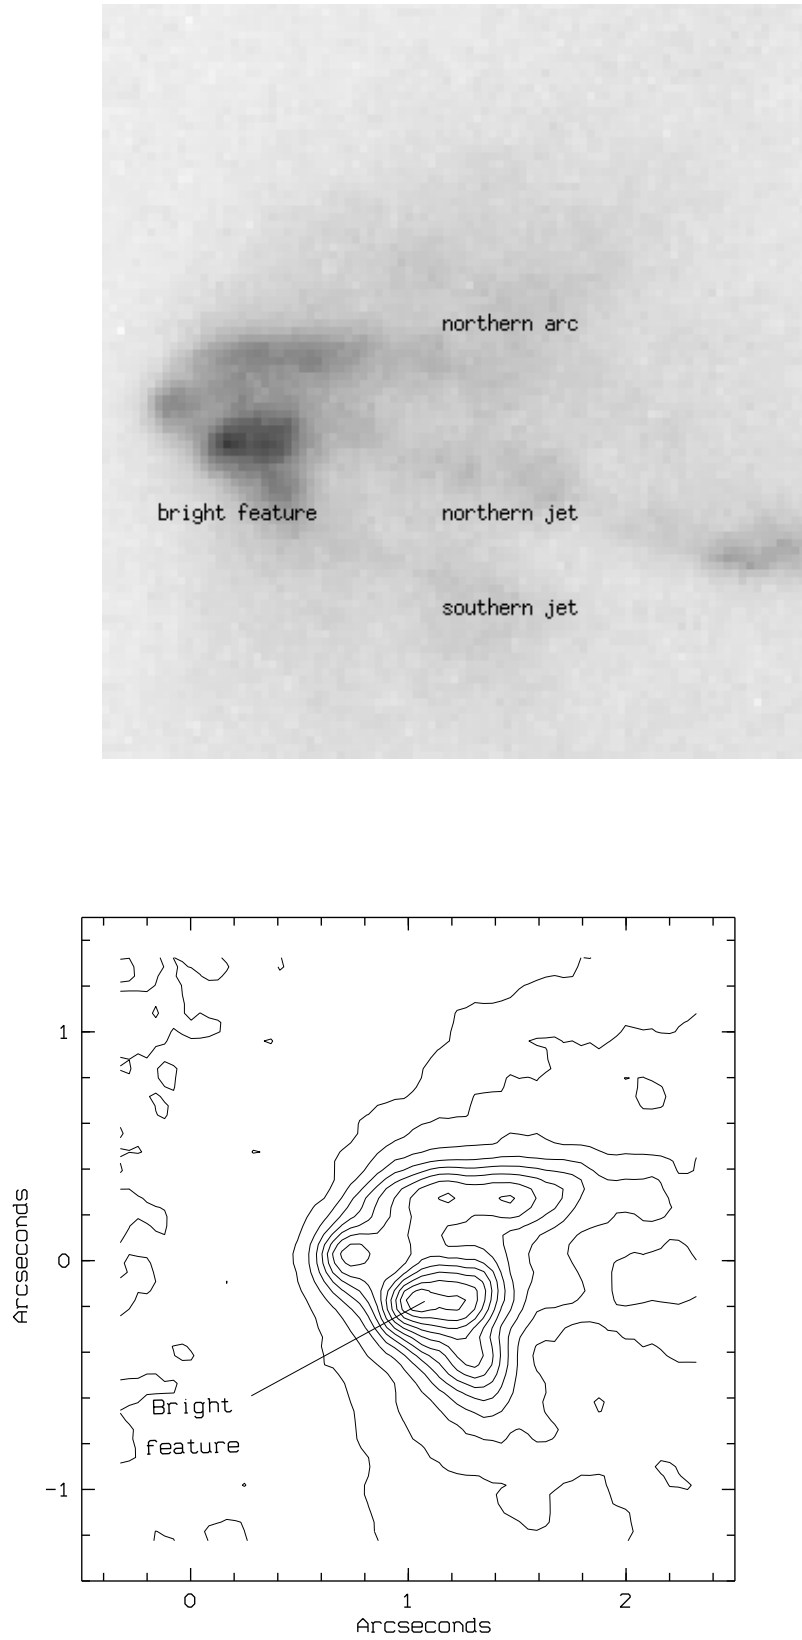 northern arc
bright feature
northern jet
southern jet
1
0
-1
Arcseconds
Bright
feature
0
1
2
Arcseconds